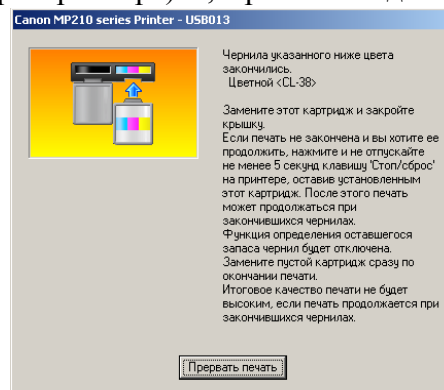 Canon MP210 series Printer - USB013
Чернила указанного ниже цвета
закончились.
Цветной <CL-38>
Замените этот картридж и закройте
крышку.
Если печать не закончена и вы хотите ее
продолжить, нажмите и не отпускайте
не менее 5 секунд клавишу 'Стоп/сброс'
на принтере, оставив установленным
этот картридж. После этого печать
может продолжаться при
закончившихся чернилах.
Функция определения оставшегося
запаса чернил будет отключена.
Замените пустой картридж сразу по
окончании печати.
Итоговое качество печати не будет
высоким, если печать продолжается при
закончившихся чернилах.
Прервать печать